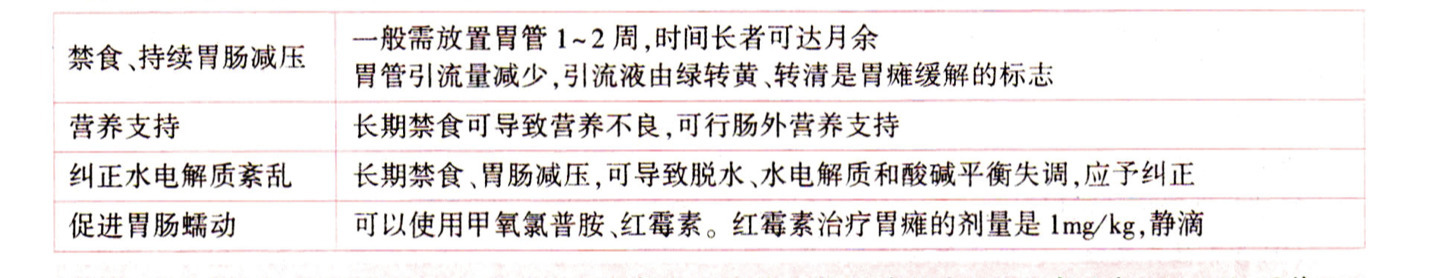 禁食、持续胃肠减压
一般需放置胃管 1~2 周,时间长者可达月余
胃管引流量减少,引流液由绿转黄、转清是胃瘫缓解的标志
营养支持
长期禁食可导致营养不良,可行肠外营养支持
纠正水电解质紊乱
长期禁食、胃肠减压,可导致脱水、水电解质和酸碱平衡失调,应予纠正
促进胃肠蠕动
可以使用甲氧氯普胺、红霉素。红霉素治疗胃瘫的剂量是 1mg/kg,静滴